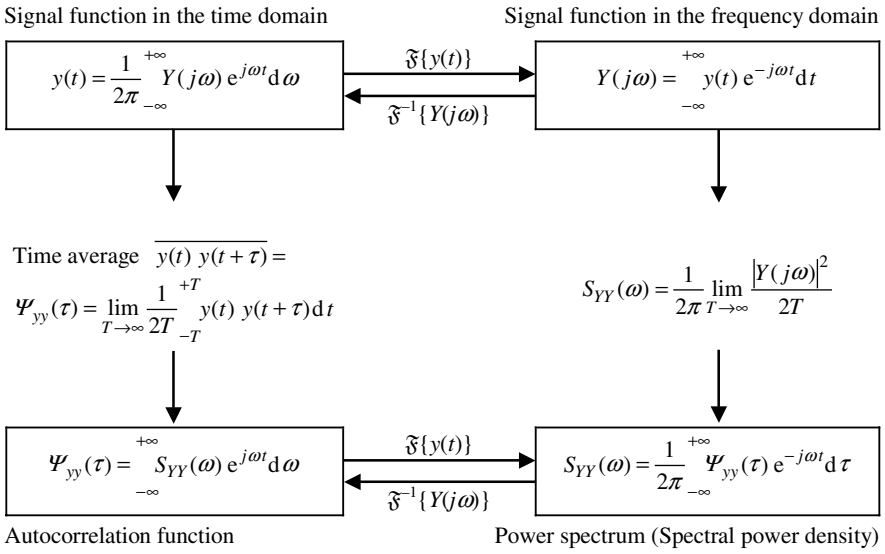 Signal function in the time domain
Signal function in the frequency domain
y(t) = 1/2π +∞ −∞ Y(jω) e^{jωt} dω
𝔉{y(t)}
𝔉⁻¹{Y(jω)}
Y(jω) = +∞ −∞ y(t) e^{−jωt} dt
Time average y(t) y(t + τ) =
Ψ_{yy}(τ) = lim_{T→∞} 1/2T +T −T y(t) y(t + τ) dt
S_{YY}(ω) = 1/2π lim_{T→∞} |Y(jω)|²/2T
Ψ_{yy}(τ) = +∞ −∞ S_{YY}(ω) e^{jωt} dω
𝔉{y(t)}
𝔉⁻¹{Y(jω)}
S_{YY}(ω) = 1/2π +∞ −∞ Ψ_{yy}(τ) e^{−jωt} dτ
Autocorrelation function
Power spectrum (Spectral power density)